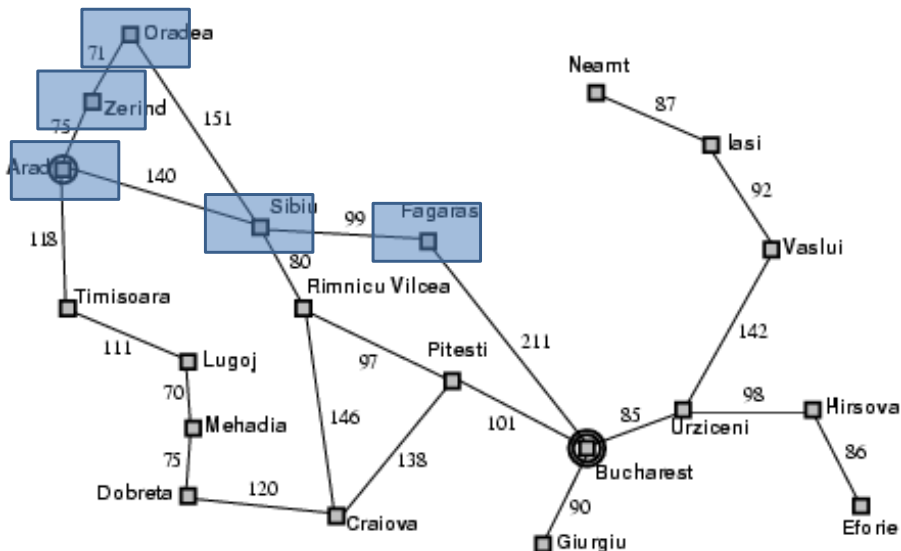 Oradea
71
Neamt
Zerind
87
151
75
Iasi
Arad
140
92
Sibiu
99
Fagaras
118
Vaslui
80
Timisoara
Rimnicu Vilcea
211
142
111
Lugoj
97
Pitesti
70
98
Hirsova
146
101
85
Urziceni
Mehadia
86
75
138
Bucharest
Dobreta
120
90
Craiova
Eforie
Giurgiu